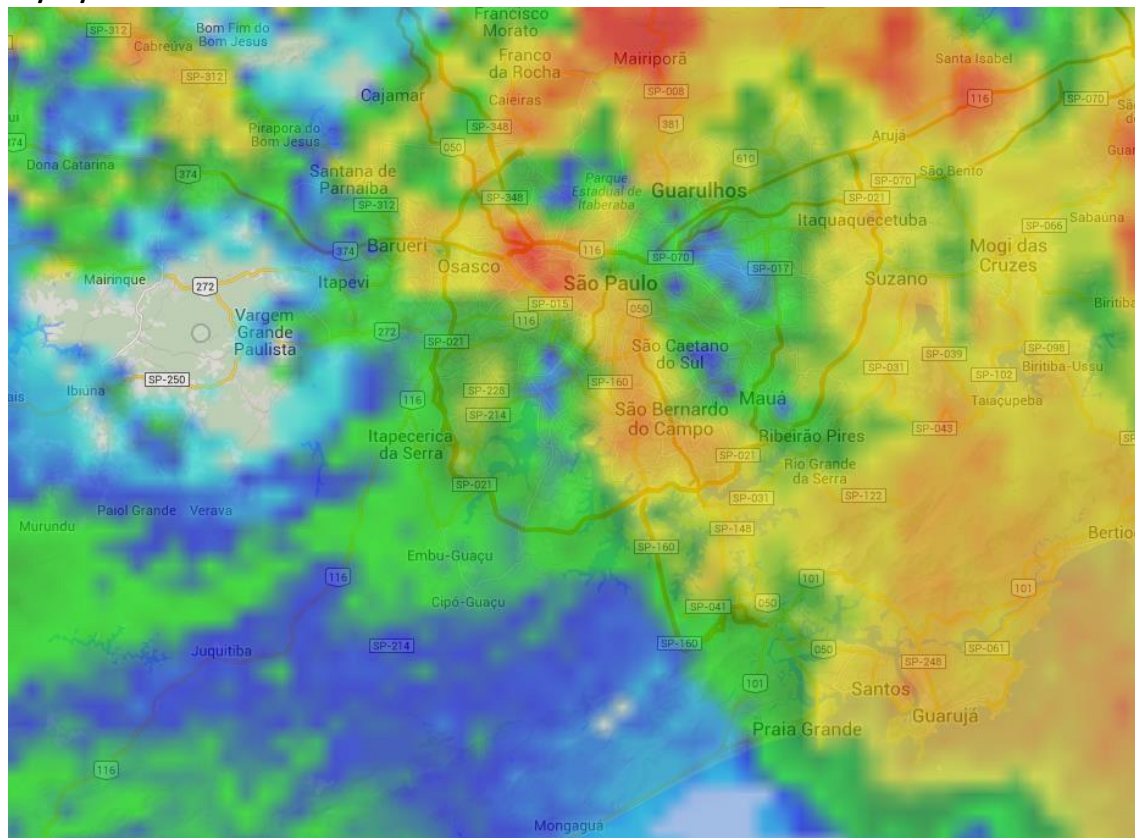 SP-312
Bom Fim do
Bom Jesus
Cabreúva
SP-312
Francisco
Morato
Franco
da Rocha
Mairiporã
Santa Isabel
Cajamar
Caieiras
SP-008
116
SP-070
381
SP-348
Pirapora do
Bom Jesus
050
Arujá
374
Dona Catarina
374
Santana de
Parnaíba
SP-312
SP-348
Parque
Estadual de
Itaberaba
610
Guarulhos
São Bento
SP-070
SP-021
Itaquaquecetuba
SP-066
Sabaúna
374
Barueri
116
SP-070
Osasco
SP-017
Mogi das
Cruzes
Mairinque
272
Itapevi
São Paulo
Suzano
Vargem
Grande
Paulista
SP-015
050
116
272
SP-021
São Caetano
do Sul
SP-039
SP-098
Biritiba-Ussu
SP-031
SP-102
Ibiúna
SP-250
SP-228
SP-160
Mauá
Taiaçupeba
116
SP-214
São Bernardo
do Campo
SP-043
Itapecerica
da Serra
Ribeirão Pires
SP-021
Rio Grande
da Serra
SP-021
SP-031
SP-122
Paiol Grande
Verava
Murundu
SP-148
Embu-Guaçu
SP-160
116
101
101
Cipó-Guaçu
SP-041
050
Juquitiba
SP-214
SP-160
050
SP-061
SP-248
101
Santos
Guarujá
Praia Grande
116
Mongaguá